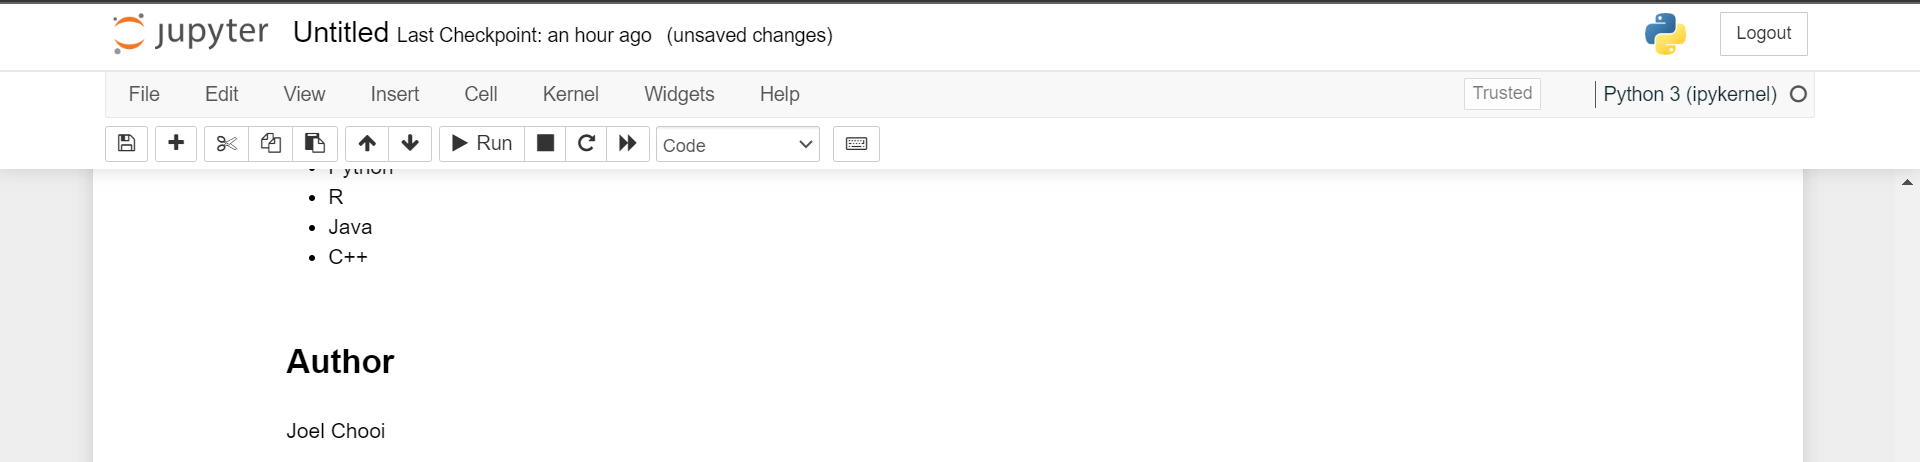 jupyter Untitled Last Checkpoint: an hour ago (unsaved changes)
Logout
File Edit View Insert Cell Kernel Widgets Help
Trusted
Python 3 (ipykernel)
Run
Code
Python
R
Java
C++
Author
Joel Chooi